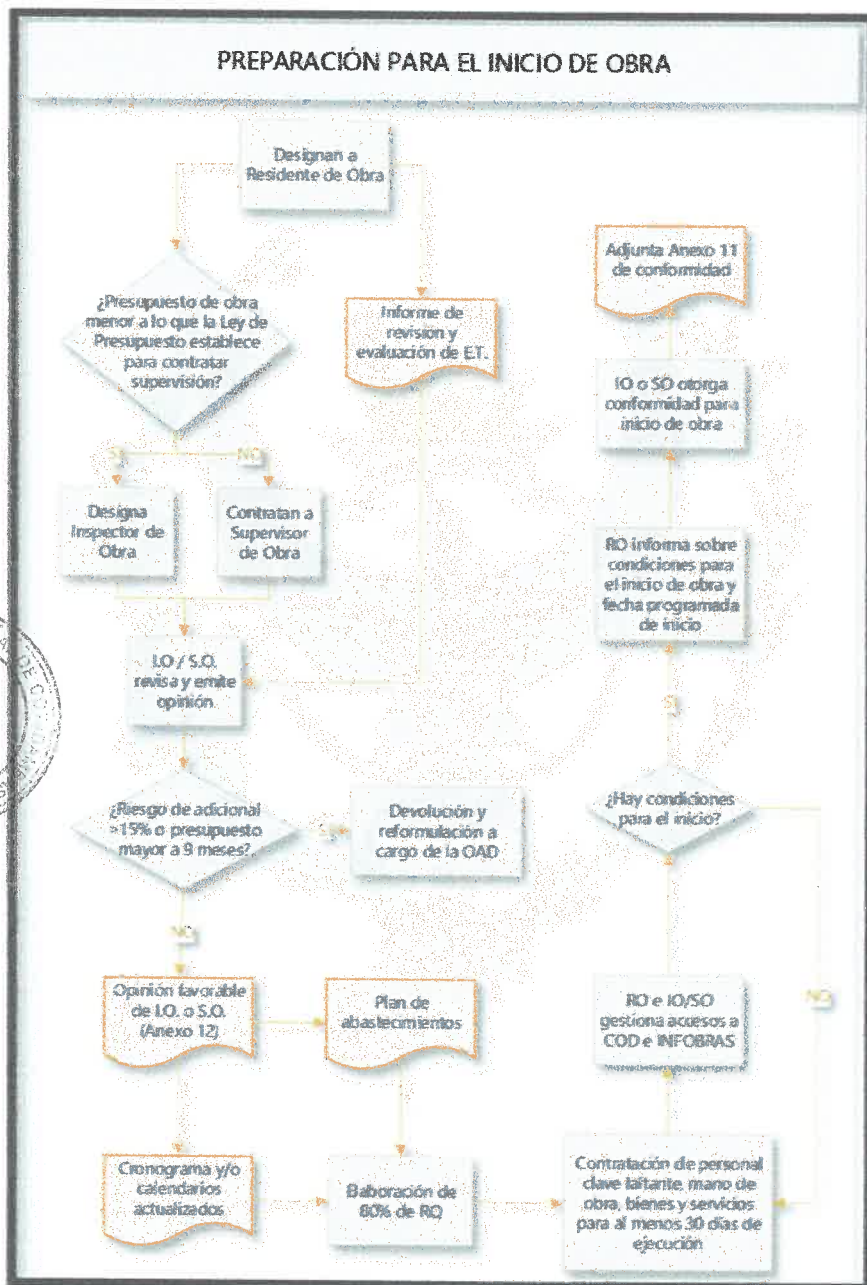 PREPARACIÓN PARA EL INICIO DE OBRA
Designan a
Residente de Obra
¿Presupuesto de obra
menor a lo que la Ley de
Presupuesto establece
para contratar
supervisión?
Informe de
revisión y
evaluación de E.T.
Adjunta Anexo 11
de conformidad
IO o SO otorga
conformidad para
inicio de obra
SI
NO
Designa
Inspector de
Obra
Contratan a
Supervisor
de Obra
RO informa sobre
condiciones para
el inicio de obra y
fecha programada
de inicio
I.O / S.O.
revisa y emite
opinión
SI
¿Riesgo de adicional
>15% o presupuesto
mayor a 9 meses?
SI
Devolución y
reformulación a
cargo de la OAD
¿Hay condiciones
para el inicio?
NO
Opinión favorable
de I.O. o S.O.
(Anexo 12)
Plan de
abastecimientos
RO e IO/SO
gestiona accesos a
COD e INFOBRAS
NO
Cronograma y/o
calendarios
actualizados
Elaboración de
80% de RQ
Contratación de personal
clave faltante, mano de
obra, bienes y servicios
para al menos 30 días de
ejecución